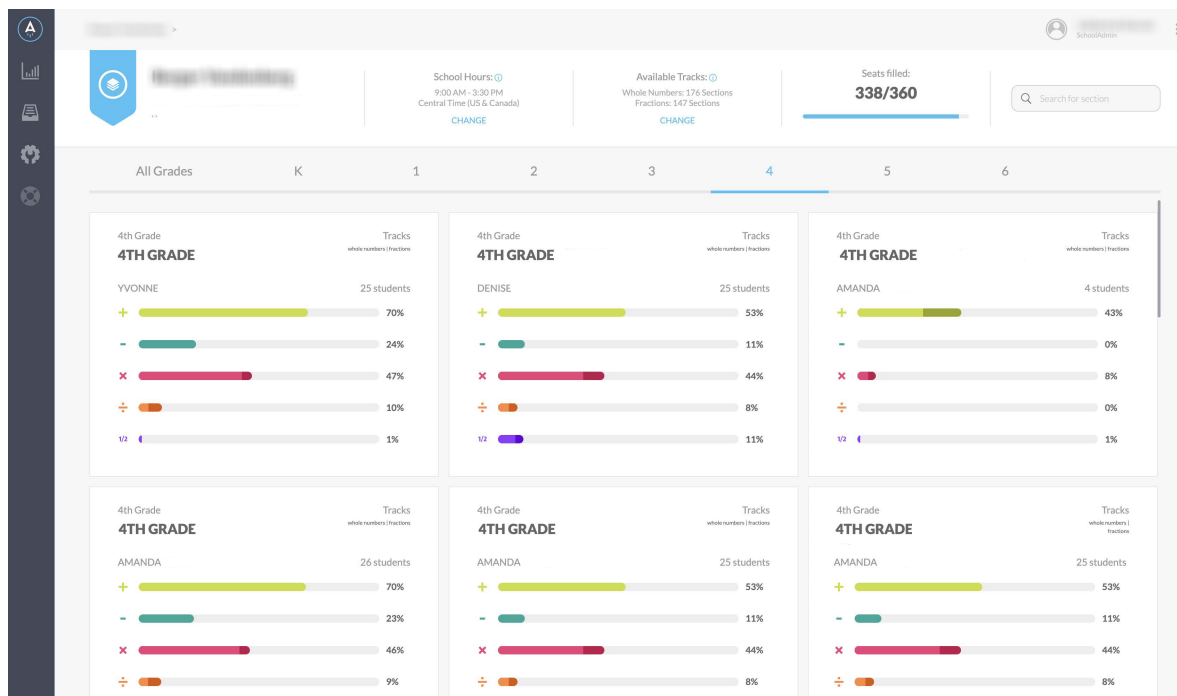 >
SchoolAdmin
School Hours:
9:00 AM - 3:30 PM
Central Time (US & Canada)
CHANGE
Available Tracks:
Whole Numbers: 176 Sections
Fractions: 147 Sections
CHANGE
Seats filled:
338/360
Search for section
All Grades K 1 2 3 4 5 6
4th Grade Tracks
4TH GRADE whole numbers | fractions
YVONNE 25 students
+ 70%
- 24%
× 47%
÷ 10%
1/2 1%
4th Grade Tracks
4TH GRADE whole numbers | fractions
DENISE 25 students
+ 53%
- 11%
× 44%
÷ 8%
1/2 11%
4th Grade Tracks
4TH GRADE whole numbers | fractions
AMANDA 4 students
+ 43%
- 0%
× 8%
÷ 0%
1/2 1%
4th Grade Tracks
4TH GRADE whole numbers | fractions
AMANDA 26 students
+ 70%
- 23%
× 46%
÷ 9%
4th Grade Tracks
4TH GRADE whole numbers | fractions
AMANDA 25 students
+ 53%
- 11%
× 44%
÷ 8%
4th Grade Tracks
4TH GRADE whole numbers |
fractions
AMANDA 25 students
+ 53%
- 11%
× 44%
÷ 8%